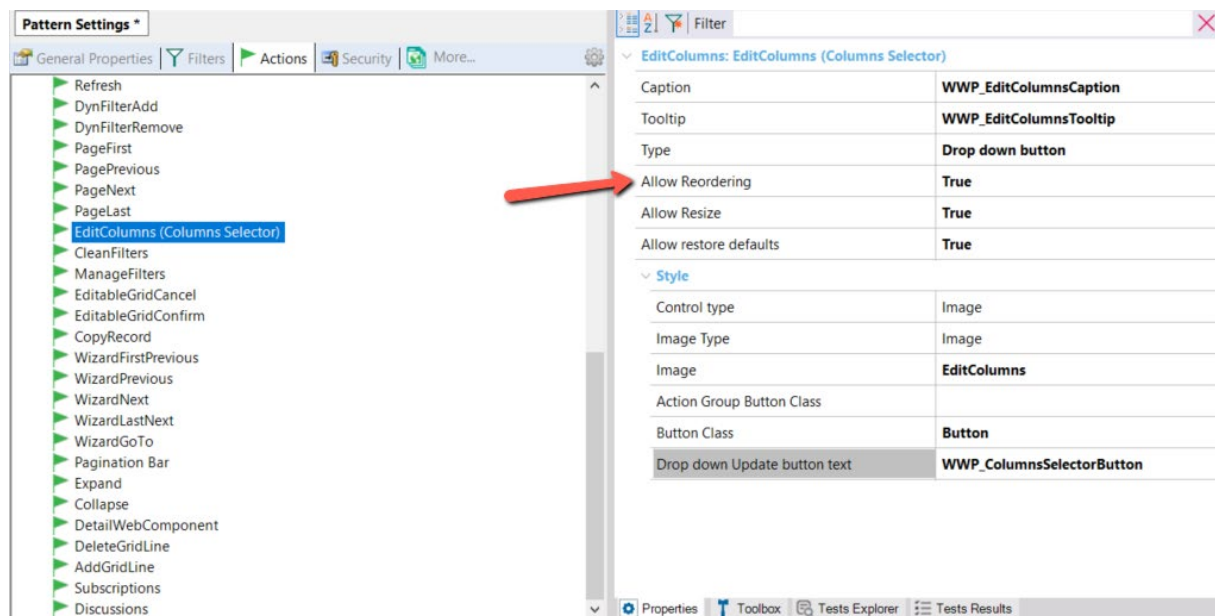 Pattern Settings *
General Properties Filters Actions Security More...
Refresh
DynFilterAdd
DynFilterRemove
PageFirst
PagePrevious
PageNext
PageLast
EditColumns (Columns Selector)
CleanFilters
ManageFilters
EditableGridCancel
EditableGridConfirm
CopyRecord
WizardFirstPrevious
WizardPrevious
WizardNext
WizardLastNext
WizardGoTo
Pagination Bar
Expand
Collapse
DetailWebComponent
DeleteGridLine
AddGridLine
Subscriptions
Discussions
Filter
EditColumns: EditColumns (Columns Selector)
Caption WWP_EditColumnsCaption
Tooltip WWP_EditColumnsTooltip
Type Drop down button
Allow Reordering True
Allow Resize True
Allow restore defaults True
Style
Control type Image
Image Type Image
Image EditColumns
Action Group Button Class
Button Class Button
Drop down Update button text WWP_ColumnsSelectorButton
Properties Toolbox Tests Explorer Tests Results